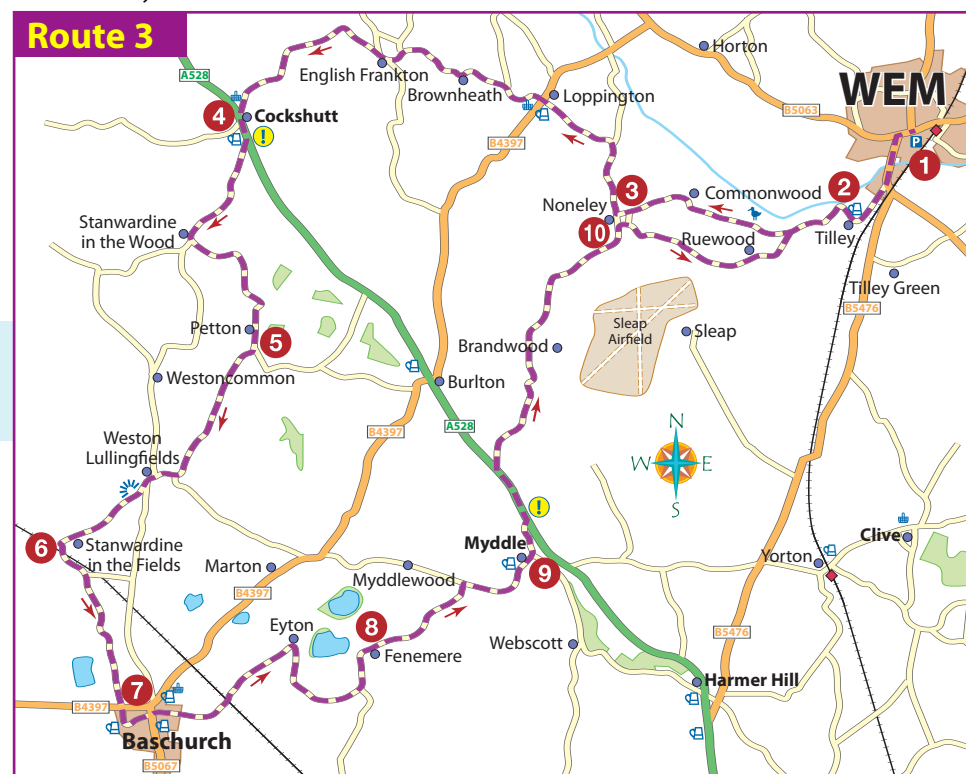 Route 3
Horton
A528
English Frankton
Brownheath
Loppington
WEM
B5063
4
Cockshutt
!
P
1
B4397
3
Commonwood
2
Noneley
10
Ruewood
Tilley
Stanwardine
in the Wood
Tilley Green
B5476
Petton
5
Sleap
Airfield
Sleap
Brandwood
Westoncommon
Burlton
A528
B4397
N
W
E
S
Weston
Lullingfields
!
6
Stanwardine
in the Fields
Marton
Myddle
9
Myddlewood
Yorton
Clive
B4397
Eyton
8
Fenemere
Webscott
B5476
Harmer Hill
7
B4397
Baschurch
B5067